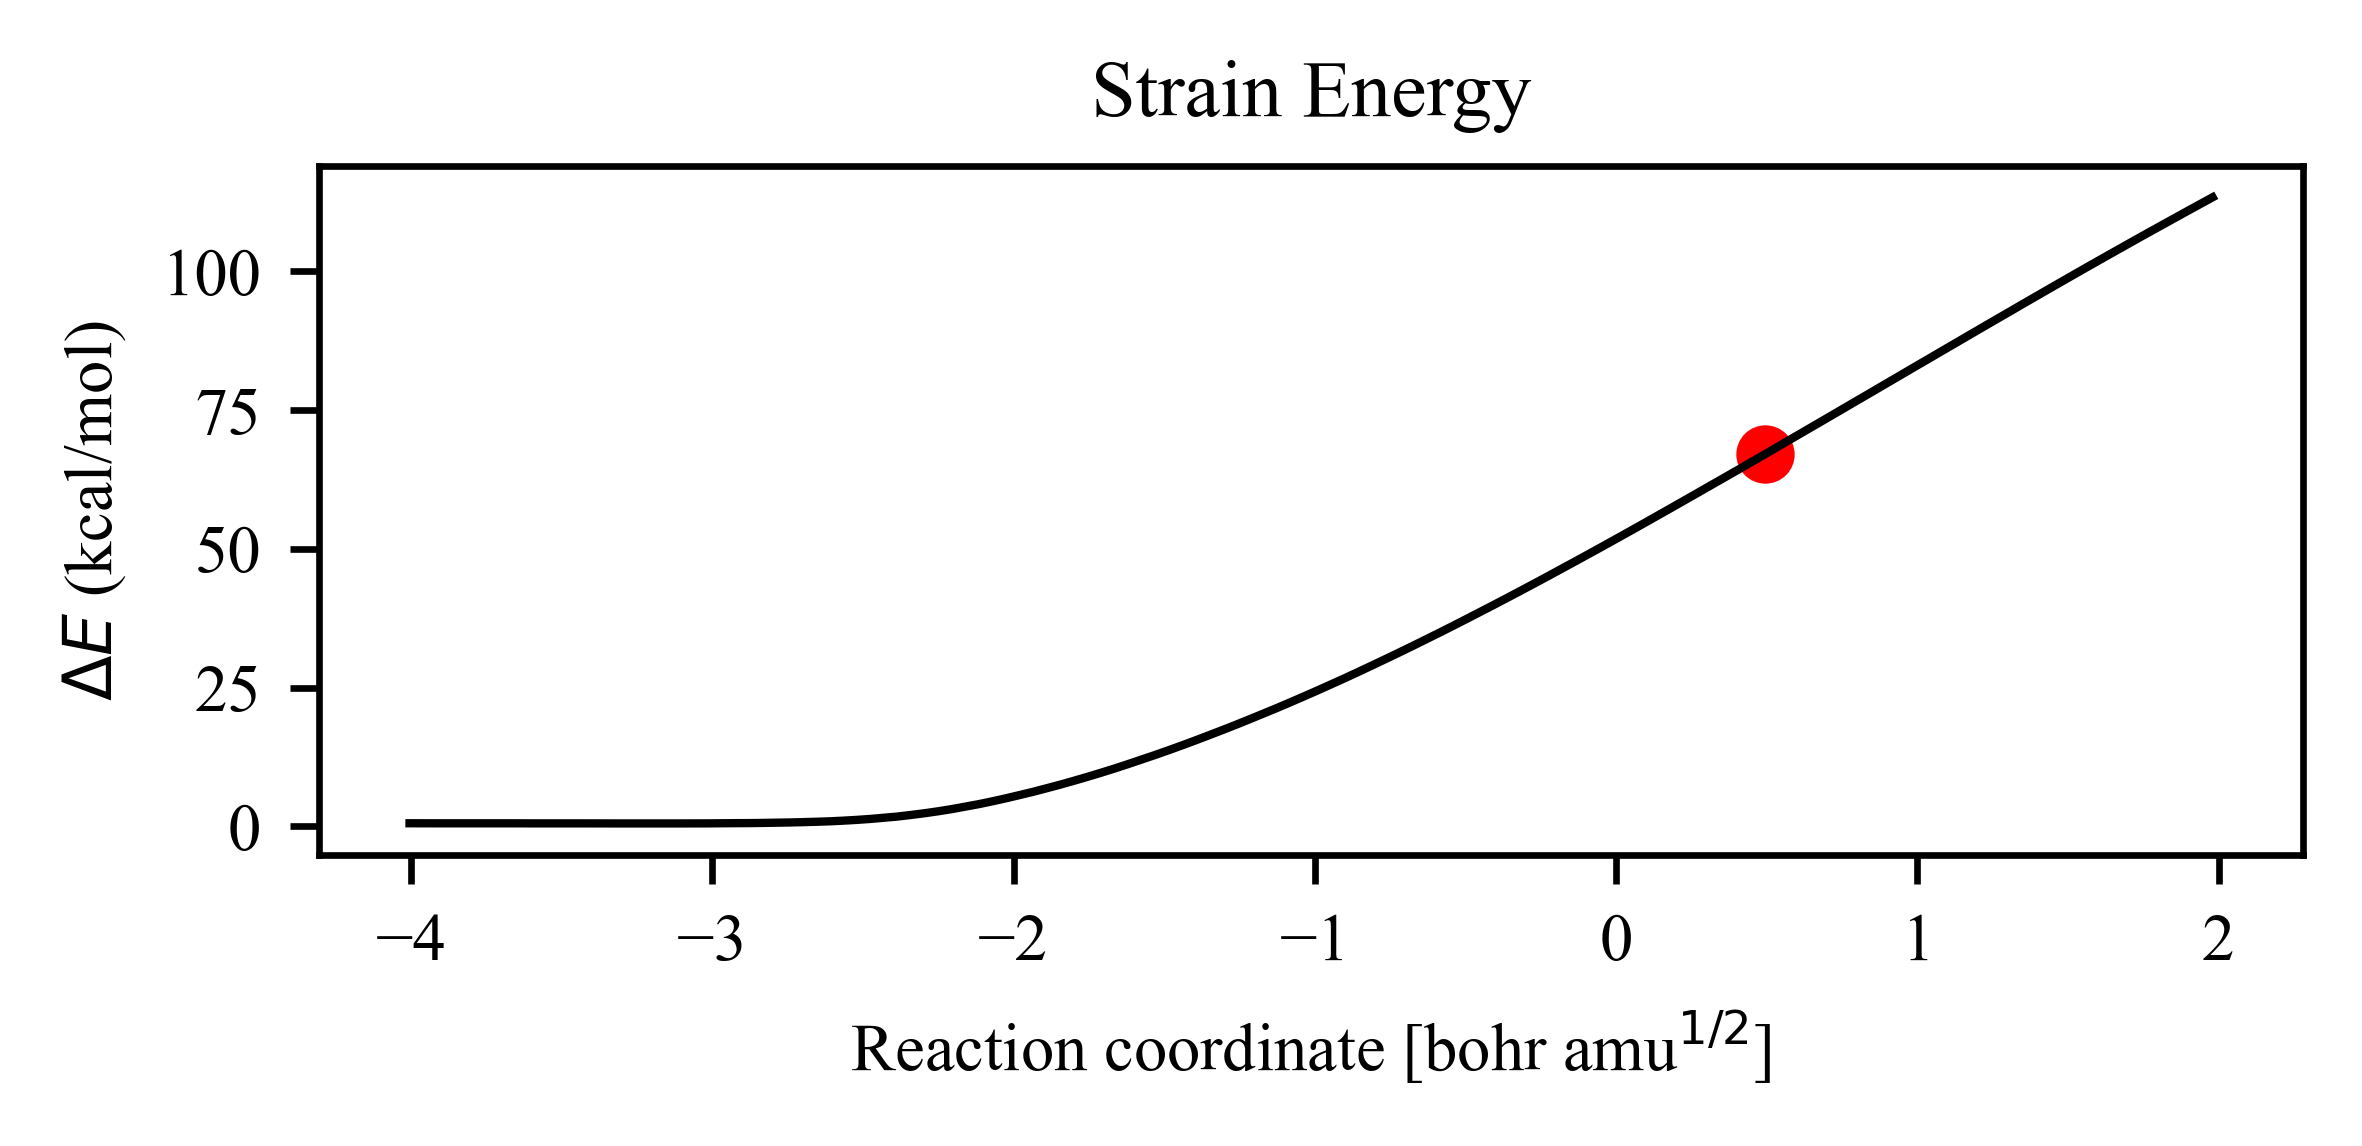 Strain Energy
ΔE (kcal/mol)
100
75
50
25
0
−4 −3 −2 −1 0 1 2
Reaction coordinate [bohr amu^{1/2}]